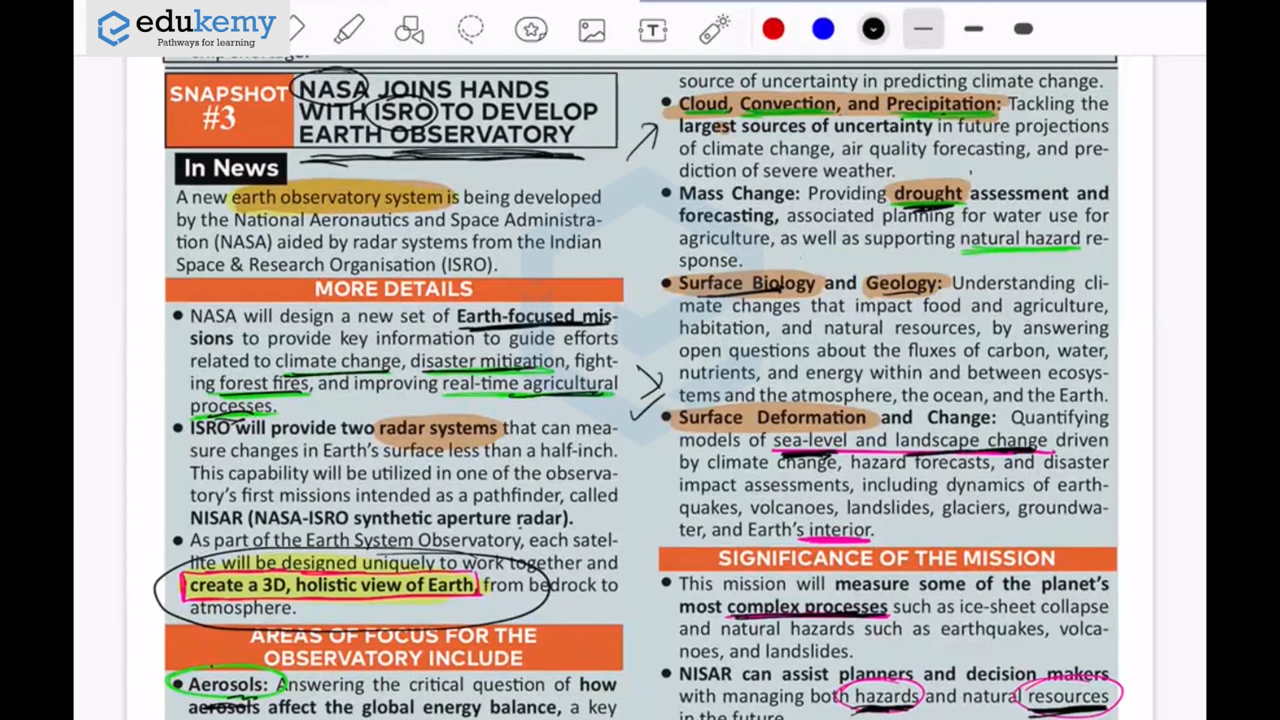 edukemy
Pathways for learning
SNAPSHOT
#3
NASA JOINS HANDS
WITH ISRO TO DEVELOP
EARTH OBSERVATORY
In News
A new earth observatory system is being developed
by the National Aeronautics and Space Administra-
tion (NASA) aided by radar systems from the Indian
Space & Research Organisation (ISRO).
MORE DETAILS
• NASA will design a new set of Earth-focused mis-
sions to provide key information to guide efforts
related to climate change, disaster mitigation, fight-
ing forest fires, and improving real-time agricultural
processes.
• ISRO will provide two radar systems that can mea-
sure changes in Earth's surface less than a half-inch.
This capability will be utilized in one of the observa-
tory's first missions intended as a pathfinder, called
NISAR (NASA-ISRO synthetic aperture radar).
• As part of the Earth System Observatory, each satel-
lite will be designed uniquely to work together and
create a 3D, holistic view of Earth, from bedrock to
atmosphere.
AREAS OF FOCUS FOR THE
OBSERVATORY INCLUDE
• Aerosols: Answering the critical question of how
aerosols affect the global energy balance, a key
source of uncertainty in predicting climate change.
• Cloud, Convection, and Precipitation: Tackling the
largest sources of uncertainty in future projections
of climate change, air quality forecasting, and pre-
diction of severe weather.
• Mass Change: Providing drought assessment and
forecasting, associated planning for water use for
agriculture, as well as supporting natural hazard re-
sponse.
• Surface Biology and Geology: Understanding cli-
mate changes that impact food and agriculture,
habitation, and natural resources, by answering
open questions about the fluxes of carbon, water,
nutrients, and energy within and between ecosys-
tems and the atmosphere, the ocean, and the Earth.
• Surface Deformation and Change: Quantifying
models of sea-level and landscape change driven
by climate change, hazard forecasts, and disaster
impact assessments, including dynamics of earth-
quakes, volcanoes, landslides, glaciers, groundwa-
ter, and Earth's interior.
SIGNIFICANCE OF THE MISSION
• This mission will measure some of the planet's
most complex processes such as ice-sheet collapse
and natural hazards such as earthquakes, volca-
noes, and landslides.
• NISAR can assist planners and decision makers
with managing both hazards and natural resources
in the future.